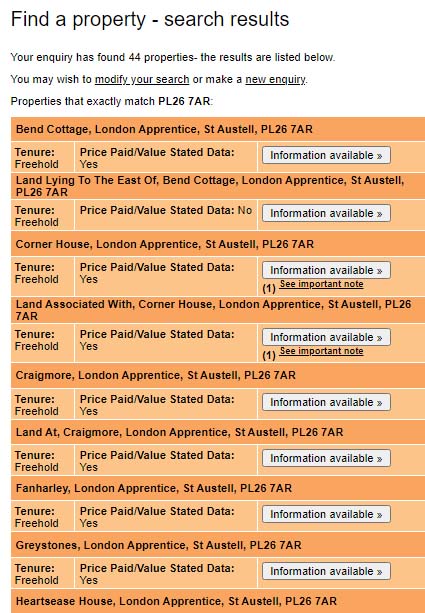 Find a property - search results
Your enquiry has found 44 properties- the results are listed below.
You may wish to modify your search or make a new enquiry.
Properties that exactly match PL26 7AR:
Bend Cottage, London Apprentice, St Austell, PL26 7AR
Tenure: Price Paid/Value Stated Data: Information available »
Freehold Yes
Land Lying To The East Of, Bend Cottage, London Apprentice, St Austell,
PL26 7AR
Tenure: Price Paid/Value Stated Data: No Information available »
Freehold
Corner House, London Apprentice, St Austell, PL26 7AR
Tenure: Price Paid/Value Stated Data: Information available »
Freehold Yes (1) See important note
Land Associated With, Corner House, London Apprentice, St Austell, PL26
7AR
Tenure: Price Paid/Value Stated Data: Information available »
Freehold Yes (1) See important note
Craigmore, London Apprentice, St Austell, PL26 7AR
Tenure: Price Paid/Value Stated Data: Information available »
Freehold Yes
Land At, Craigmore, London Apprentice, St Austell, PL26 7AR
Tenure: Price Paid/Value Stated Data: Information available »
Freehold Yes
Fanharley, London Apprentice, St Austell, PL26 7AR
Tenure: Price Paid/Value Stated Data: Information available »
Freehold Yes
Greystones, London Apprentice, St Austell, PL26 7AR
Tenure: Price Paid/Value Stated Data: Information available »
Freehold Yes
Heartsease House, London Apprentice, St Austell, PL26 7AR